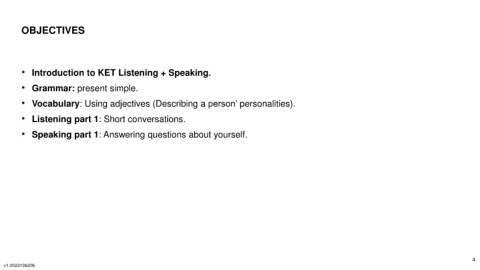 OBJECTIVES
• Introduction to KET Listening + Speaking.
• Grammar: present simple.
• Vocabulary: Using adjectives (Describing a person' personalities).
• Listening part 1: Short conversations.
• Speaking part 1: Answering questions about yourself.
4
v1.0022106206